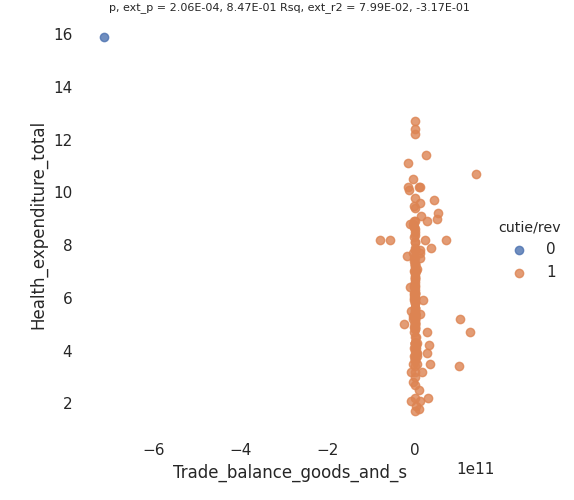 p, ext_p = 2.06E-04, 8.47E-01 Rsq, ext_r2 = 7.99E-02, -3.17E-01
16
14
12
10
8
6
4
2
Health_expenditure_total
cutie/rev
0
1
−6
−4
−2
0
1e11
Trade_balance_goods_and_s